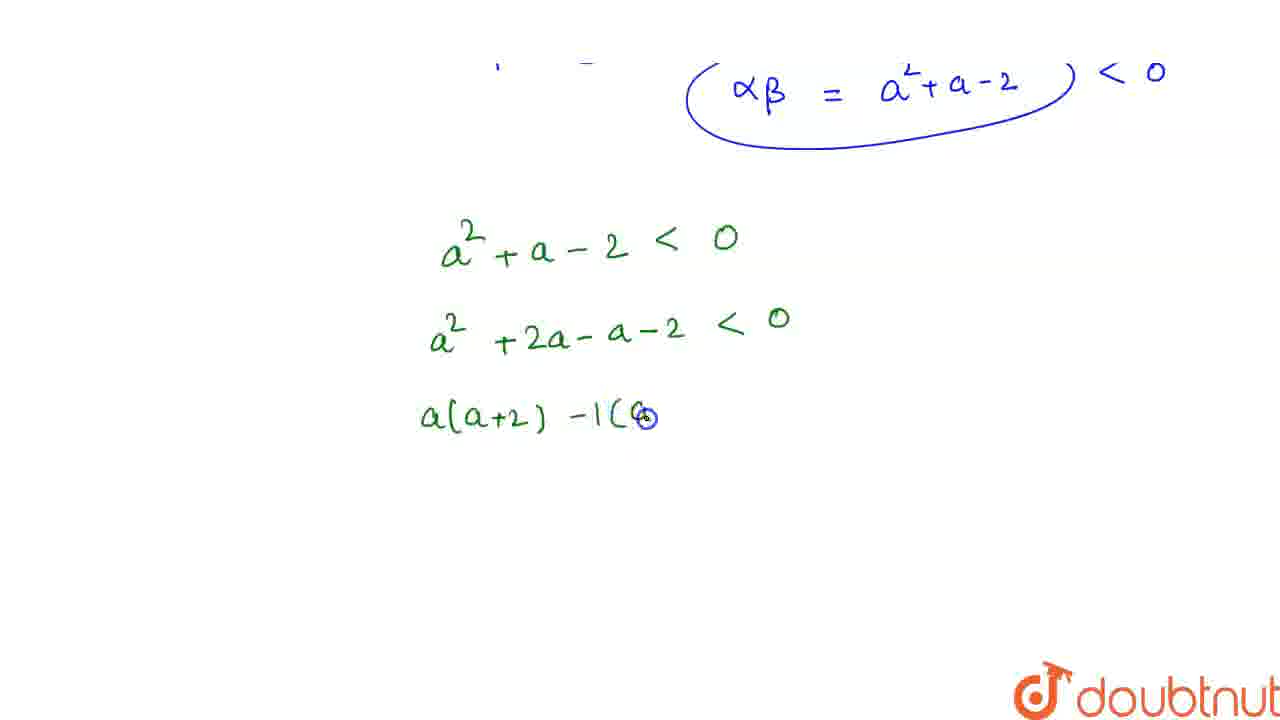 αβ = a²+a-2 < 0
a²+a-2 < 0
a² +2a-a-2 < 0
a(a+2) -1(a
doubtnut